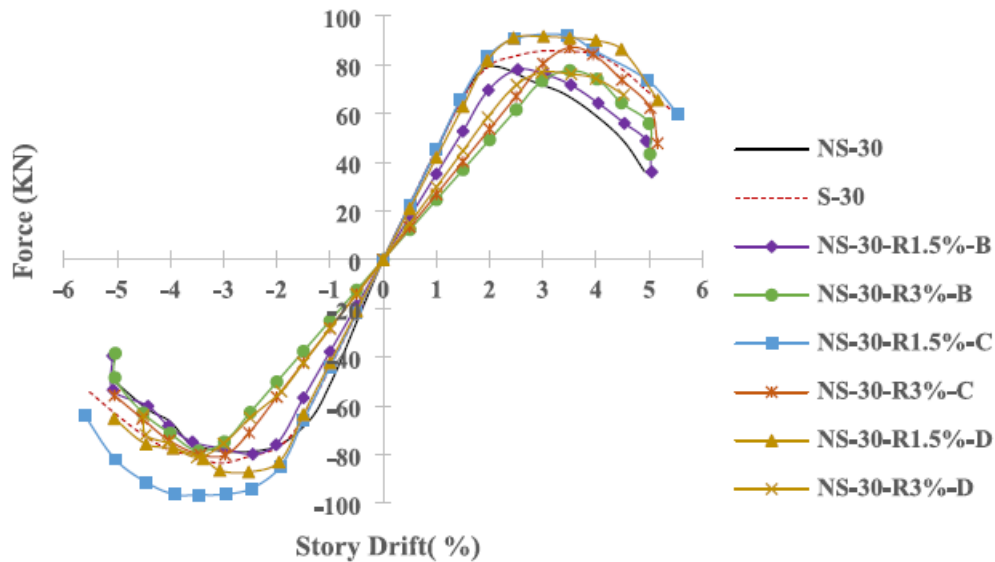 100
80
60
40
20
0
-6 -5 -4 -3 -2 -1 0 1 2 3 4 5 6
-20
-40
-60
-80
-100
Force (KN)
Story Drift( %)
NS-30
S-30
NS-30-R1.5%-B
NS-30-R3%-B
NS-30-R1.5%-C
NS-30-R3%-C
NS-30-R1.5%-D
NS-30-R3%-D